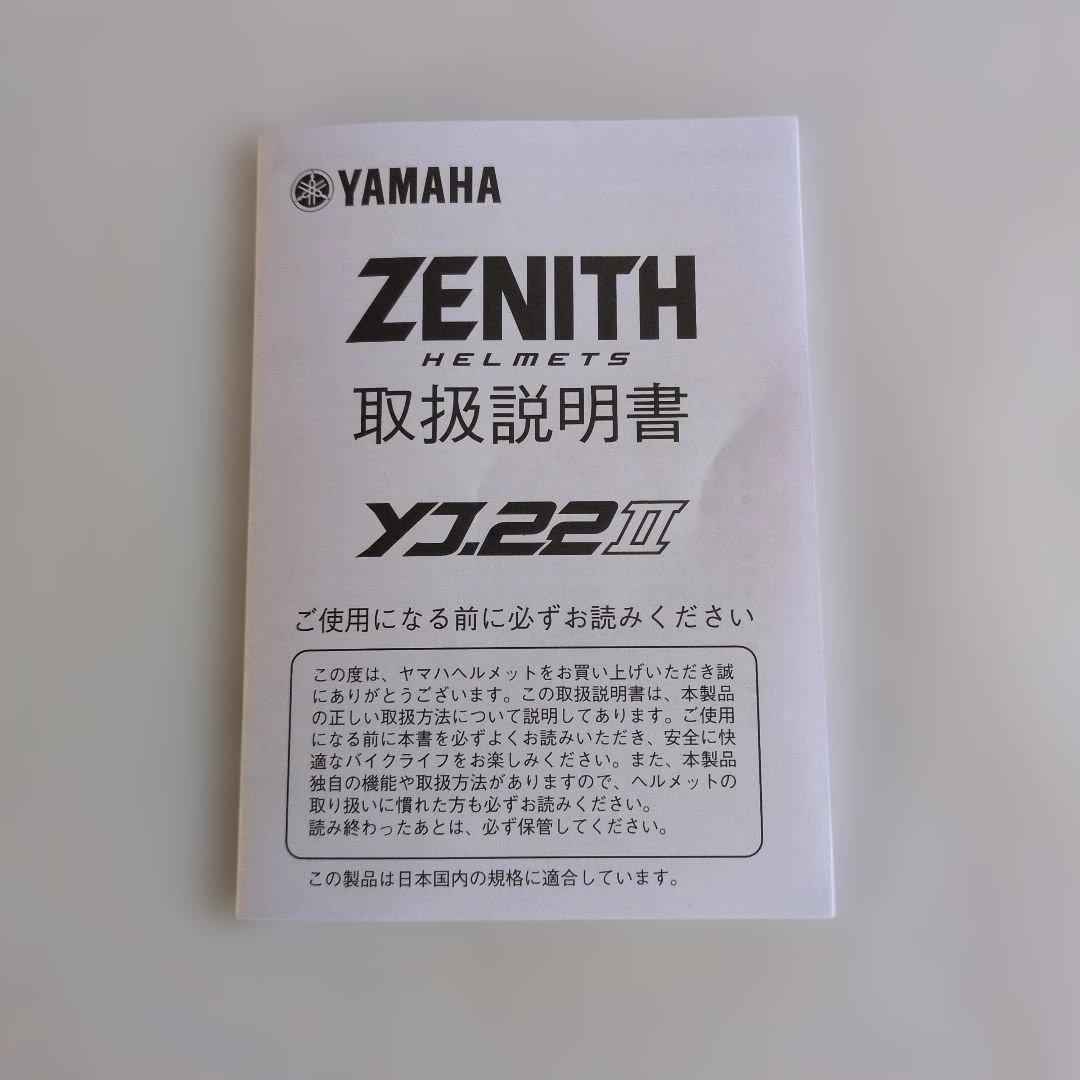 YAMAHA
ZENITH
HELMETS
取扱説明書
YJ.22 II
ご使用になる前に必ずお読みください
この度は、ヤマハヘルメットをお買い上げいただき誠
にありがとうございます。この取扱説明書は、本製品
の正しい取扱方法について説明してあります。ご使用
になる前に本書を必ずよくお読みいただき、安全に快
適なバイクライフをお楽しみください。また、本製品
独自の機能や取扱方法がありますので、ヘルメットの
取り扱いに慣れた方も必ずお読みください。
読み終わったあとは、必ず保管してください。
この製品は日本国内の規格に適合しています。